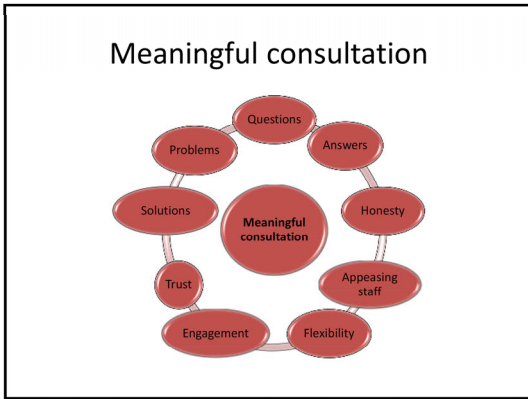 Meaningful consultation
Questions
Answers
Honesty
Appeasing
staff
Flexibility
Engagement
Trust
Solutions
Problems
Meaningful
consultation